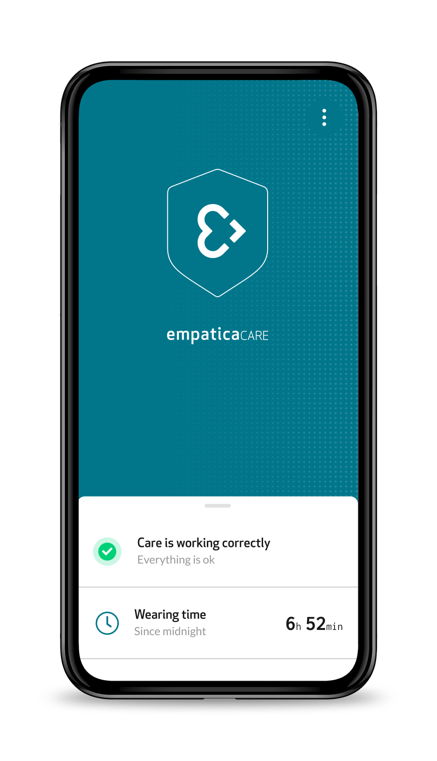 empaticaCARE
Care is working correctly
Everything is ok
Wearing time
Since midnight
6h 52min